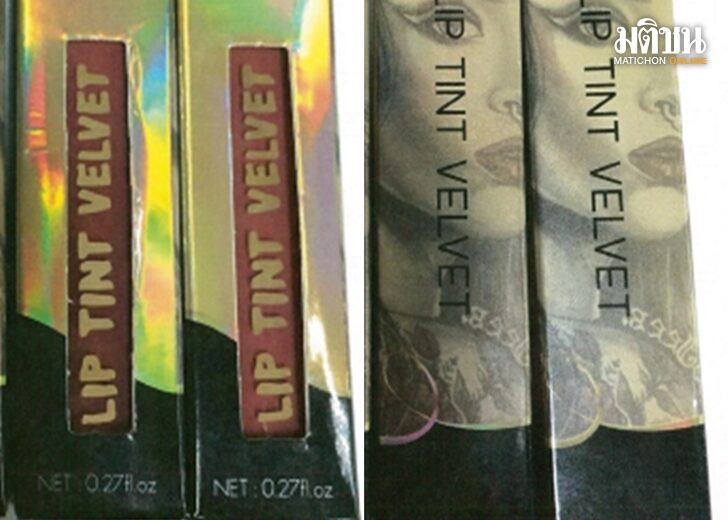 LIP TINT VELVET
NET : 0.27fl.oz
LIP TINT VELVET
NET : 0.27fl.oz
LIP TINT VELVET
LIP TINT VELVET
มติชน
MATICHON ONLINE